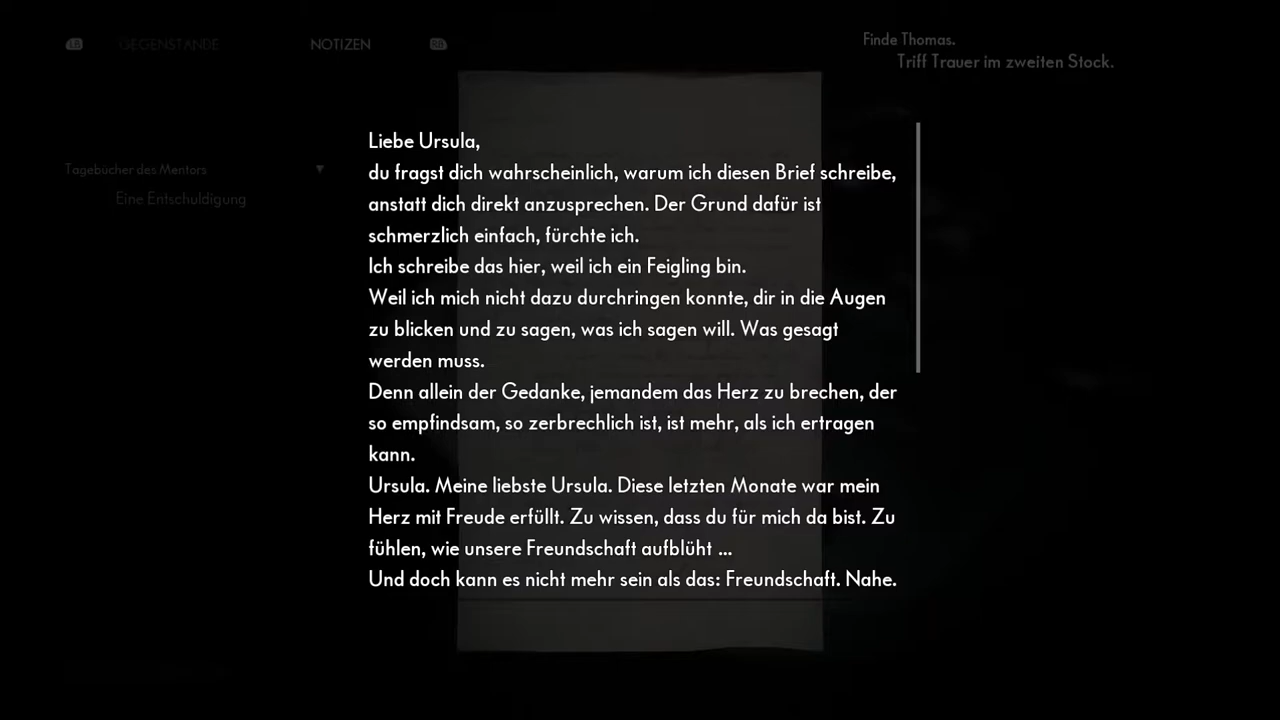 LB GEGENSTÄNDE NOTIZEN RB
Finde Thomas.
Triff Trauer im zweiten Stock.
Tagebücher des Mentors
Eine Entschuldigung
Liebe Ursula,
du fragst dich wahrscheinlich, warum ich diesen Brief schreibe,
anstatt dich direkt anzusprechen. Der Grund dafür ist
schmerzlich einfach, fürchte ich.
Ich schreibe das hier, weil ich ein Feigling bin.
Weil ich mich nicht dazu durchringen konnte, dir in die Augen
zu blicken und zu sagen, was ich sagen will. Was gesagt
werden muss.
Denn allein der Gedanke, jemandem das Herz zu brechen, der
so empfindsam, so zerbrechlich ist, ist mehr, als ich ertragen
kann.
Ursula. Meine liebste Ursula. Diese letzten Monate war mein
Herz mit Freude erfüllt. Zu wissen, dass du für mich da bist. Zu
fühlen, wie unsere Freundschaft aufblüht ...
Und doch kann es nicht mehr sein als das: Freundschaft. Nahe.